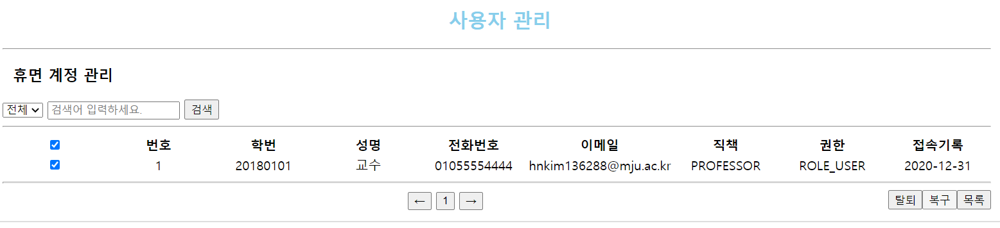 사용자 관리
휴면 계정 관리
전체 검색어 입력하세요. 검색
번호 학번 성명 전화번호 이메일 직책 권한 접속기록
1 20180101 교수 01055554444 hnkim136288@mju.ac.kr PROFESSOR ROLE_USER 2020-12-31
← 1 → 탈퇴 복구 목록